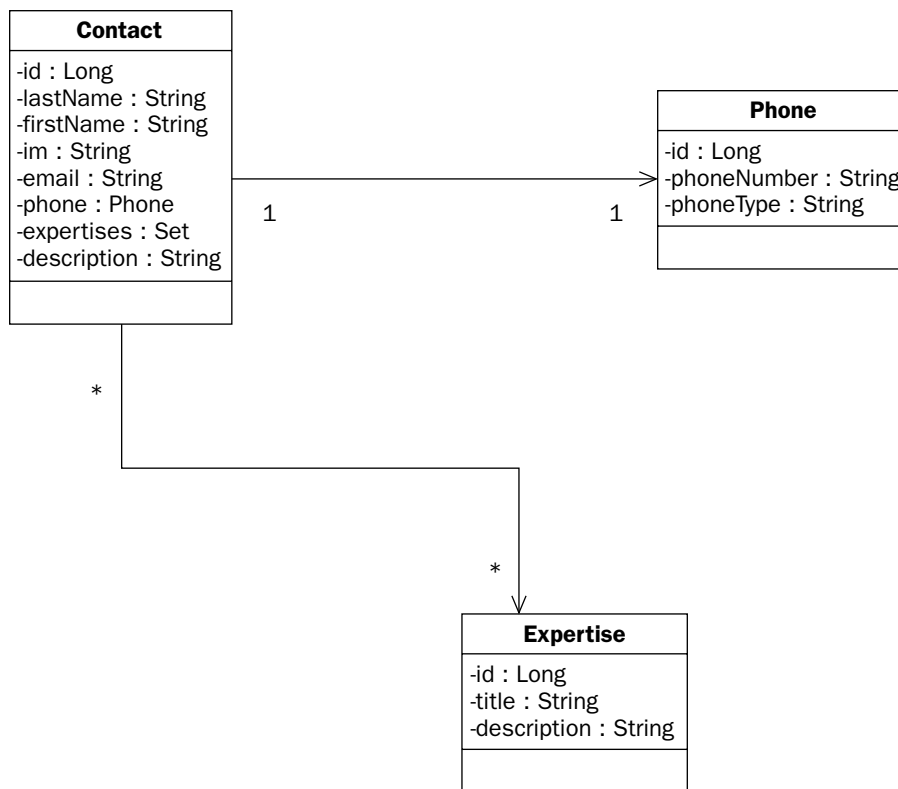 Contact
-id : Long
-lastName : String
-firstName : String
-im : String
-email : String
-phone : Phone
-expertises : Set
-description : String
Phone
-id : Long
-phoneNumber : String
-phoneType : String
1
1
*
*
Expertise
-id : Long
-title : String
-description : String